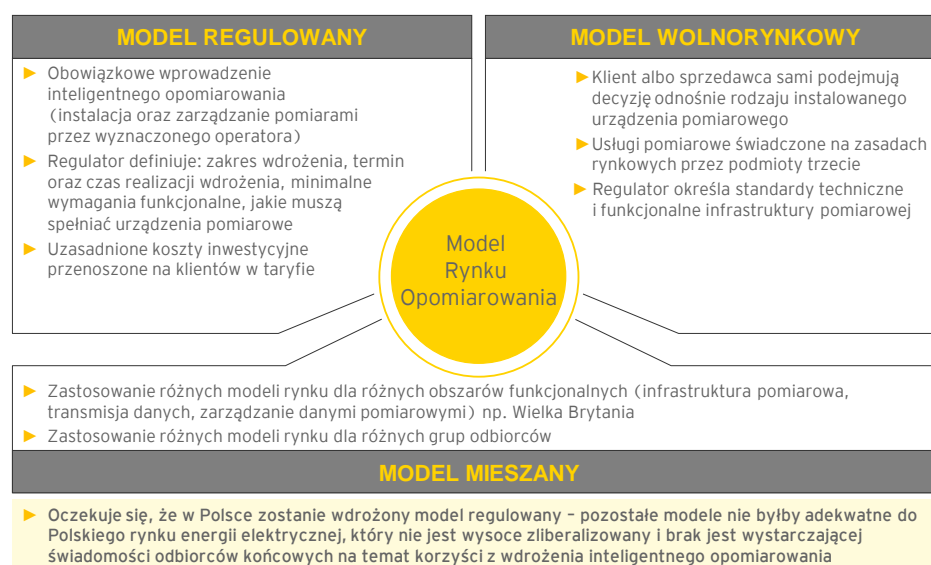 MODEL REGULOWANY
► Obowiązkowe wprowadzenie
inteligentnego opomiarowania
(instalacja oraz zarządzanie pomiarami
przez wyznaczonego operatora)
► Regulator definiuje: zakres wdrożenia, termin
oraz czas realizacji wdrożenia, minimalne
wymagania funkcjonalne, jakie muszą
spełniać urządzenia pomiarowe
► Uzasadnione koszty inwestycyjne
przenoszone na klientów w taryfie
MODEL WOLNORYNKOWY
► Klient albo sprzedawca sami podejmują
decyzję odnośnie rodzaju instalowanego
urządzenia pomiarowego
► Usługi pomiarowe świadczone na zasadach
rynkowych przez podmioty trzecie
► Regulator określa standardy techniczne
i funkcjonalne infrastruktury pomiarowej
Model
Rynku
Opomiarowania
► Zastosowanie różnych modeli rynku dla różnych obszarów funkcjonalnych (infrastruktura pomiarowa,
transmisja danych, zarządzanie danymi pomiarowymi) np. Wielka Brytania
► Zastosowanie różnych modeli rynku dla różnych grup odbiorców
MODEL MIESZANY
► Oczekuje się, że w Polsce zostanie wdrożony model regulowany – pozostałe modele nie byłby adekwatne do
Polskiego rynku energii elektrycznej, który nie jest wysoce zliberalizowany i brak jest wystarczającej
świadomości odbiorców końcowych na temat korzyści z wdrożenia inteligentnego opomiarowania